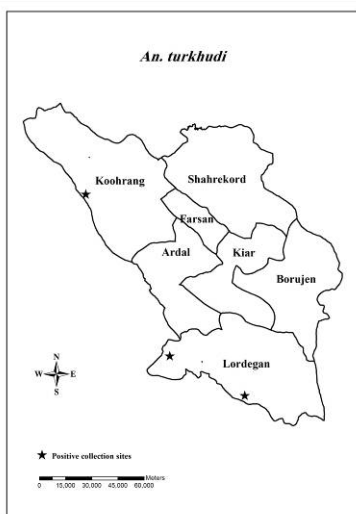 An. turkhudi
Koohrang
Shahrekord
Farsan
Ardal
Kiar
Borujen
Lordegan
N
W E
S
Positive collection sites
Meters
0 15,000 30,000 45,000 60,000